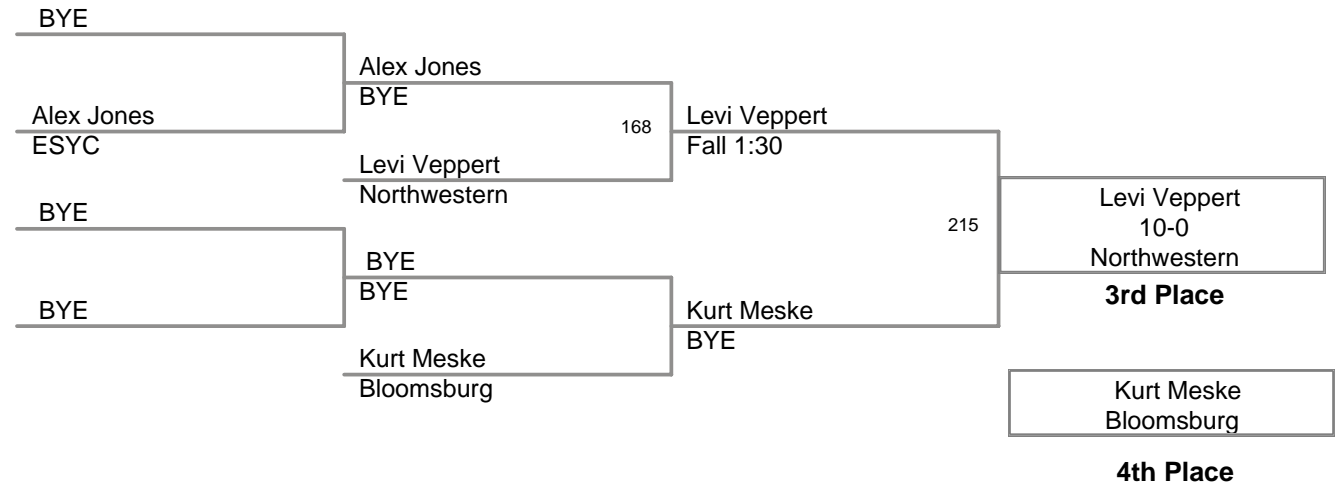 BYE
Alex Jones
BYE
Alex Jones
ESYC
168
Levi Veppert
Fall 1:30
Levi Veppert
Northwestern
Levi Veppert
10-0
Northwestern
3rd Place
BYE
215
BYE
BYE
BYE
Kurt Meske
BYE
Kurt Meske
Bloomsburg
Kurt Meske
Bloomsburg
4th Place